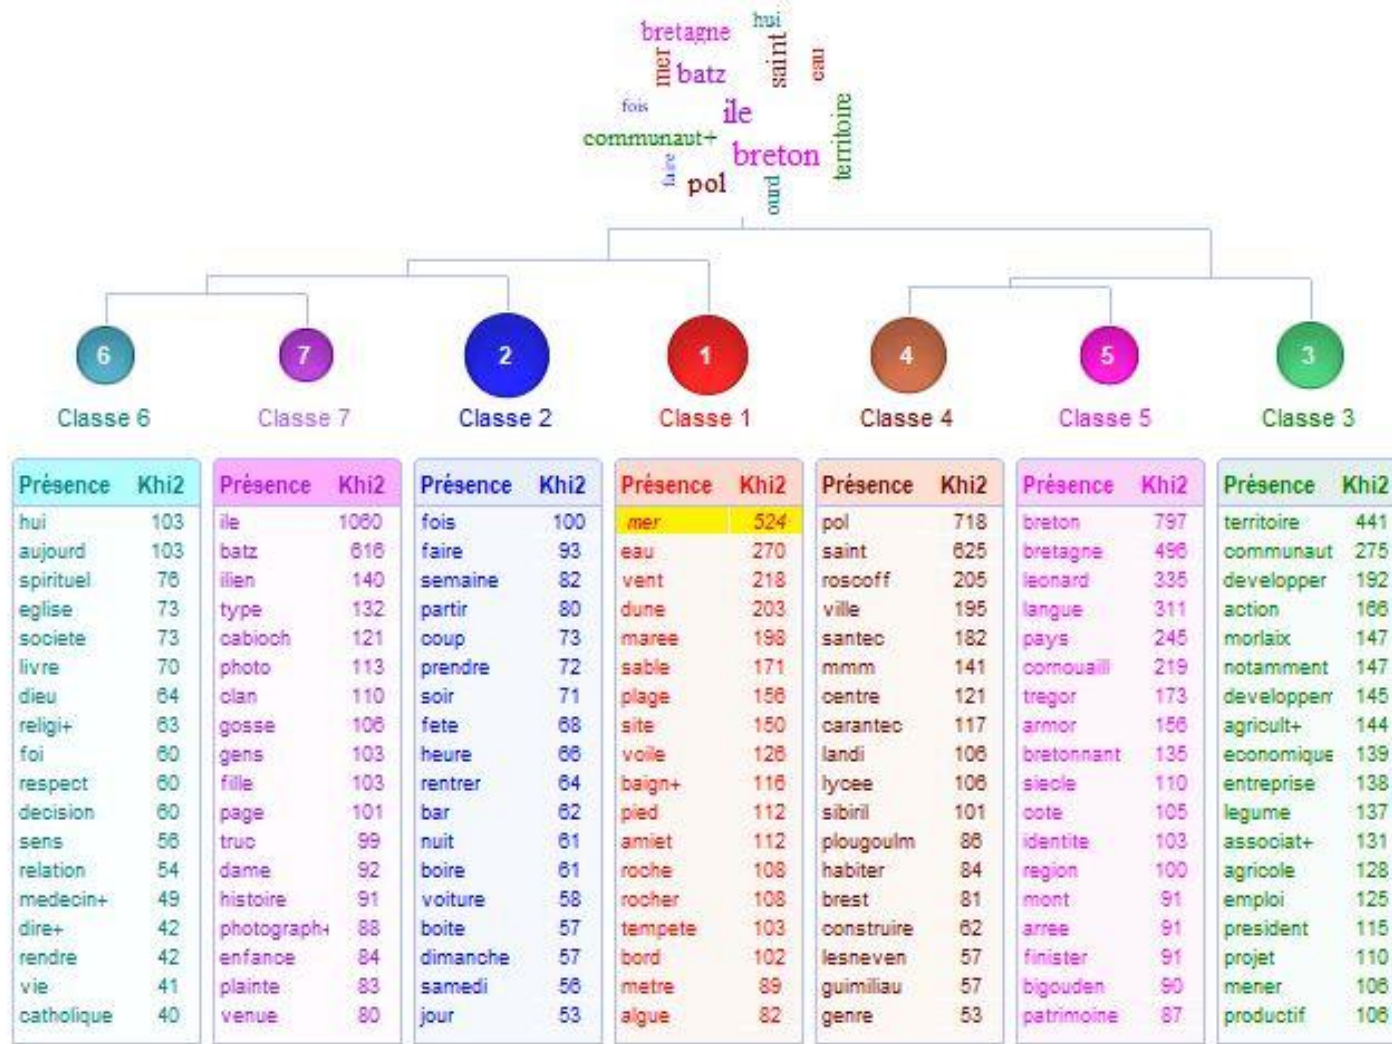 hui
bretagne
mer
saint
eau
batz
fois
ile
territoire
communaut+
breton
faire
pol
ourd
6 7 2 1 4 5 3
Classe 6 Classe 7 Classe 2 Classe 1 Classe 4 Classe 5 Classe 3
Présence Khi2 Présence Khi2 Présence Khi2 Présence Khi2 Présence Khi2 Présence Khi2 Présence Khi2
hui 103 ile 1060 fois 100 mer 524 pol 718 breton 797 territoire 441
aujourd 103 batz 616 faire 93 eau 270 saint 625 bretagne 496 communaut 275
spirituel 76 ilien 140 semaine 82 vent 218 roscoff 205 leonard 335 developper 192
eglise 73 type 132 partir 80 dune 203 ville 195 langue 311 action 166
societe 73 cabioch 121 coup 73 maree 198 santec 182 pays 245 morlaix 147
livre 70 photo 113 prendre 72 sable 171 mmm 141 cornouaill 219 notamment 147
dieu 64 clan 110 soir 71 plage 156 centre 121 tregor 173 developpem 145
religi+ 63 gosse 106 fete 68 site 150 carantec 117 armor 156 agricult+ 144
foi 60 gens 103 heure 66 voile 126 landi 106 bretonnant 135 economique 139
respect 60 fille 103 rentrer 64 baign+ 116 lycee 106 siecle 110 entreprise 138
decision 60 page 101 bar 62 pied 112 sibiril 101 cote 105 legume 137
sens 56 truc 99 nuit 61 amiet 112 plougoulm 86 identite 103 associat+ 131
relation 54 dame 92 boire 61 roche 108 habiter 84 region 100 agricole 128
medecin+ 49 histoire 91 voiture 58 rocher 108 brest 81 mont 91 emploi 125
dire+ 42 photograph+ 88 boite 57 tempete 103 construire 62 arree 91 president 115
rendre 42 enfance 84 dimanche 57 bord 102 lesneven 57 finister 91 projet 110
vie 41 plainte 83 samedi 56 metre 89 guimiliau 57 bigouden 90 mener 106
catholique 40 venue 80 jour 53 algue 82 genre 53 patrimoine 87 productif 106